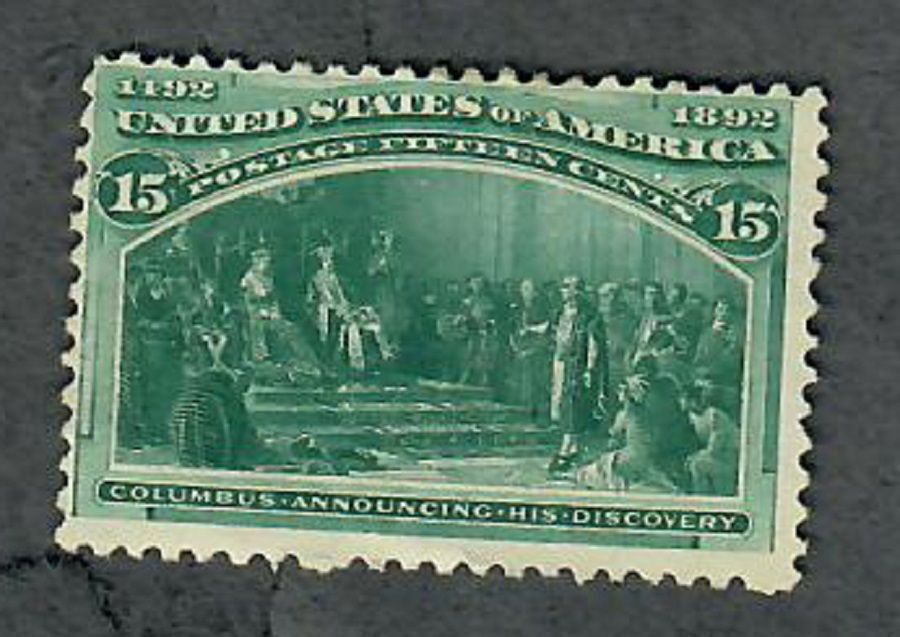 1492 1892
UNITED STATES OF AMERICA
POSTAGE FIFTEEN CENTS
15 15
COLUMBUS · ANNOUNCING · HIS · DISCOVERY